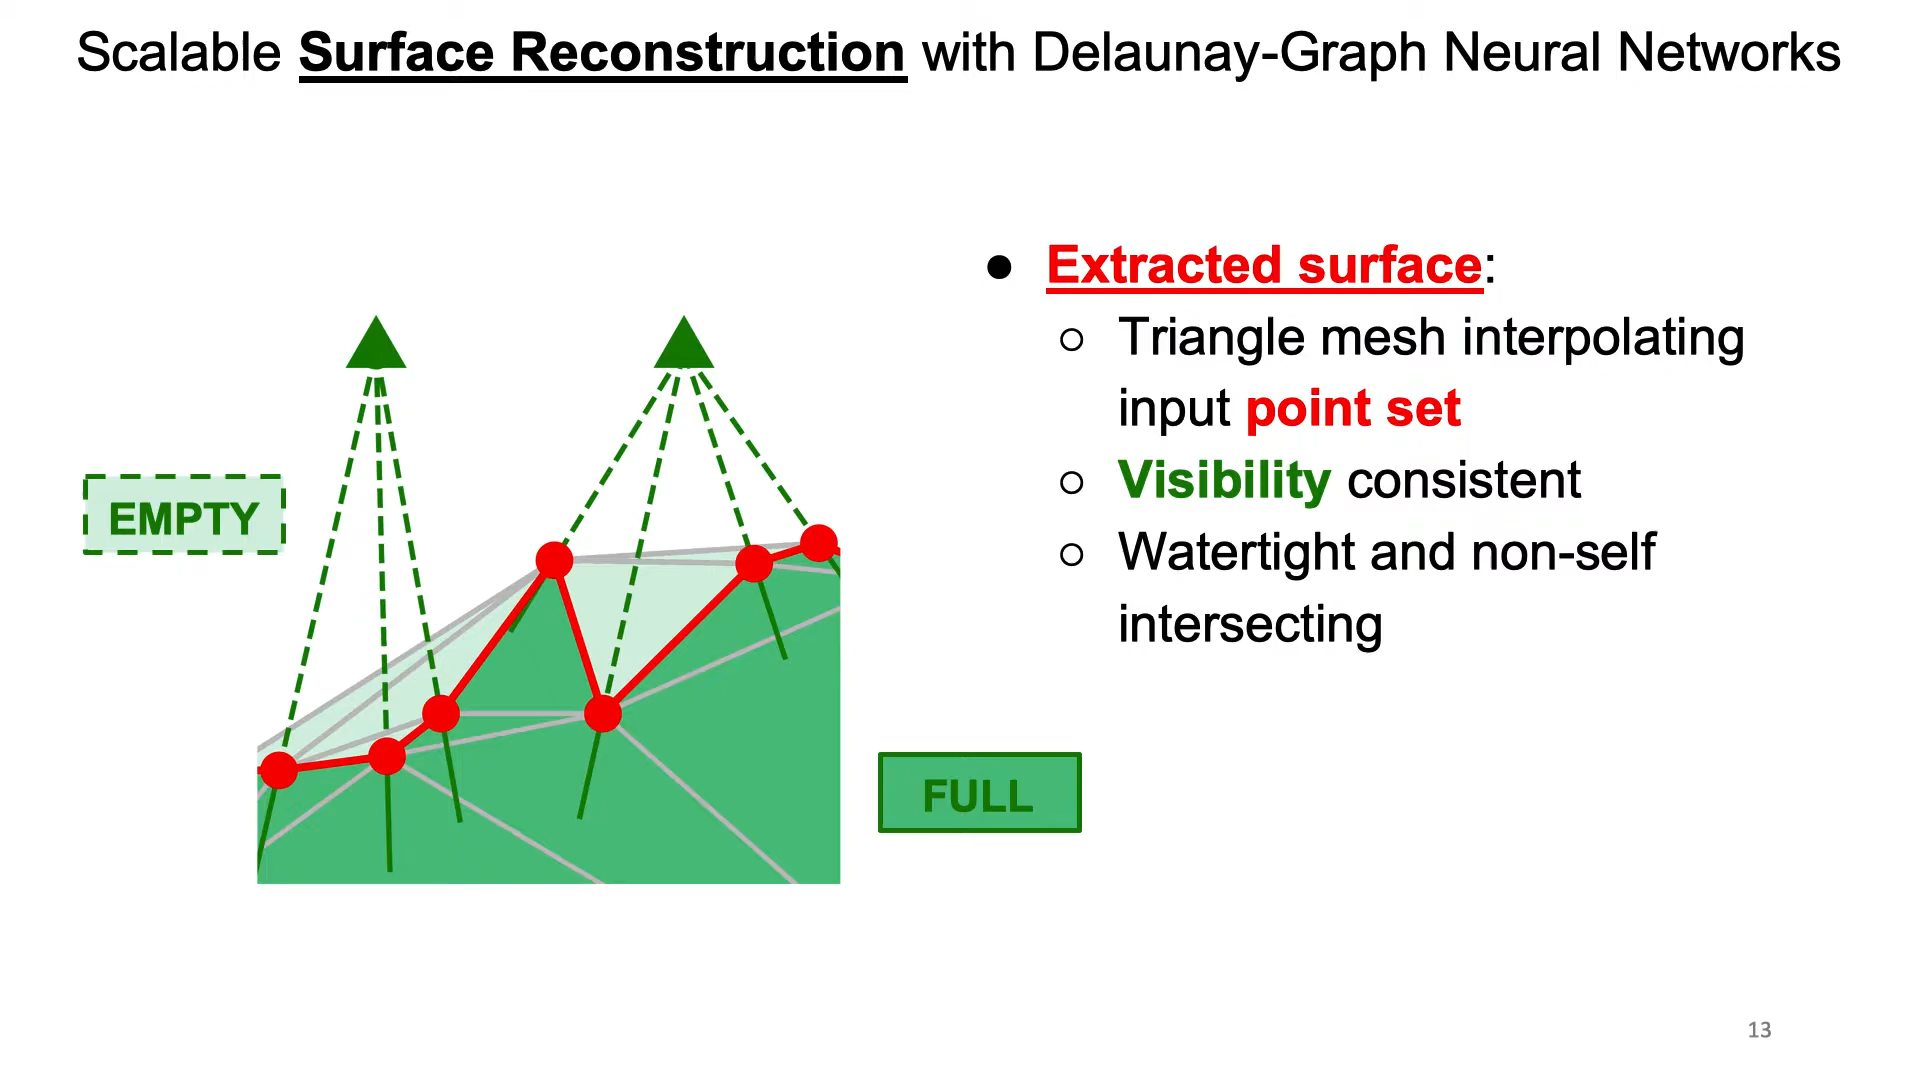 Scalable Surface Reconstruction with Delaunay-Graph Neural Networks
● Extracted surface:
○ Triangle mesh interpolating
input point set
○ Visibility consistent
○ Watertight and non-self
intersecting
EMPTY
FULL
13